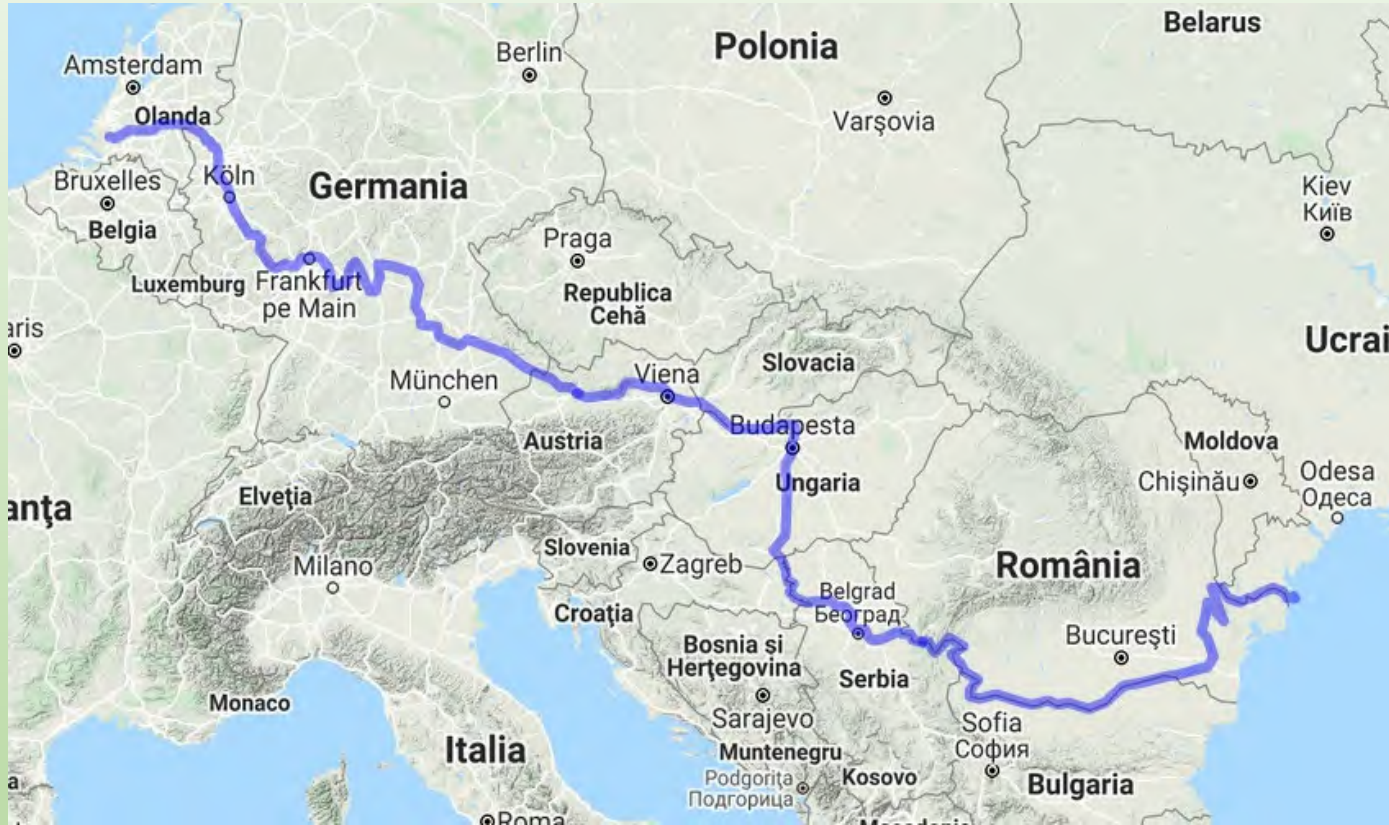 Belarus
Polonia
Berlin
Amsterdam
Olanda
Varşovia
Bruxelles
Köln
Germania
Kiev
Київ
Belgia
Praga
Luxemburg
Frankfurt
pe Main
Republica
Cehă
aris
Ucrai
Slovacia
Viena
München
Budapesta
Austria
Moldova
Ungaria
Chişinău
Odesa
Одеса
Elveţia
anţa
Slovenia
Zagreb
Milano
România
Belgrad
Београд
Croaţia
Bucureşti
Bosnia şi
Herţegovina
Serbia
Monaco
Sarajevo
Sofia
София
Italia
Muntenegru
Podgoriţa
Подгорица
Kosovo
Bulgaria
a
Roma